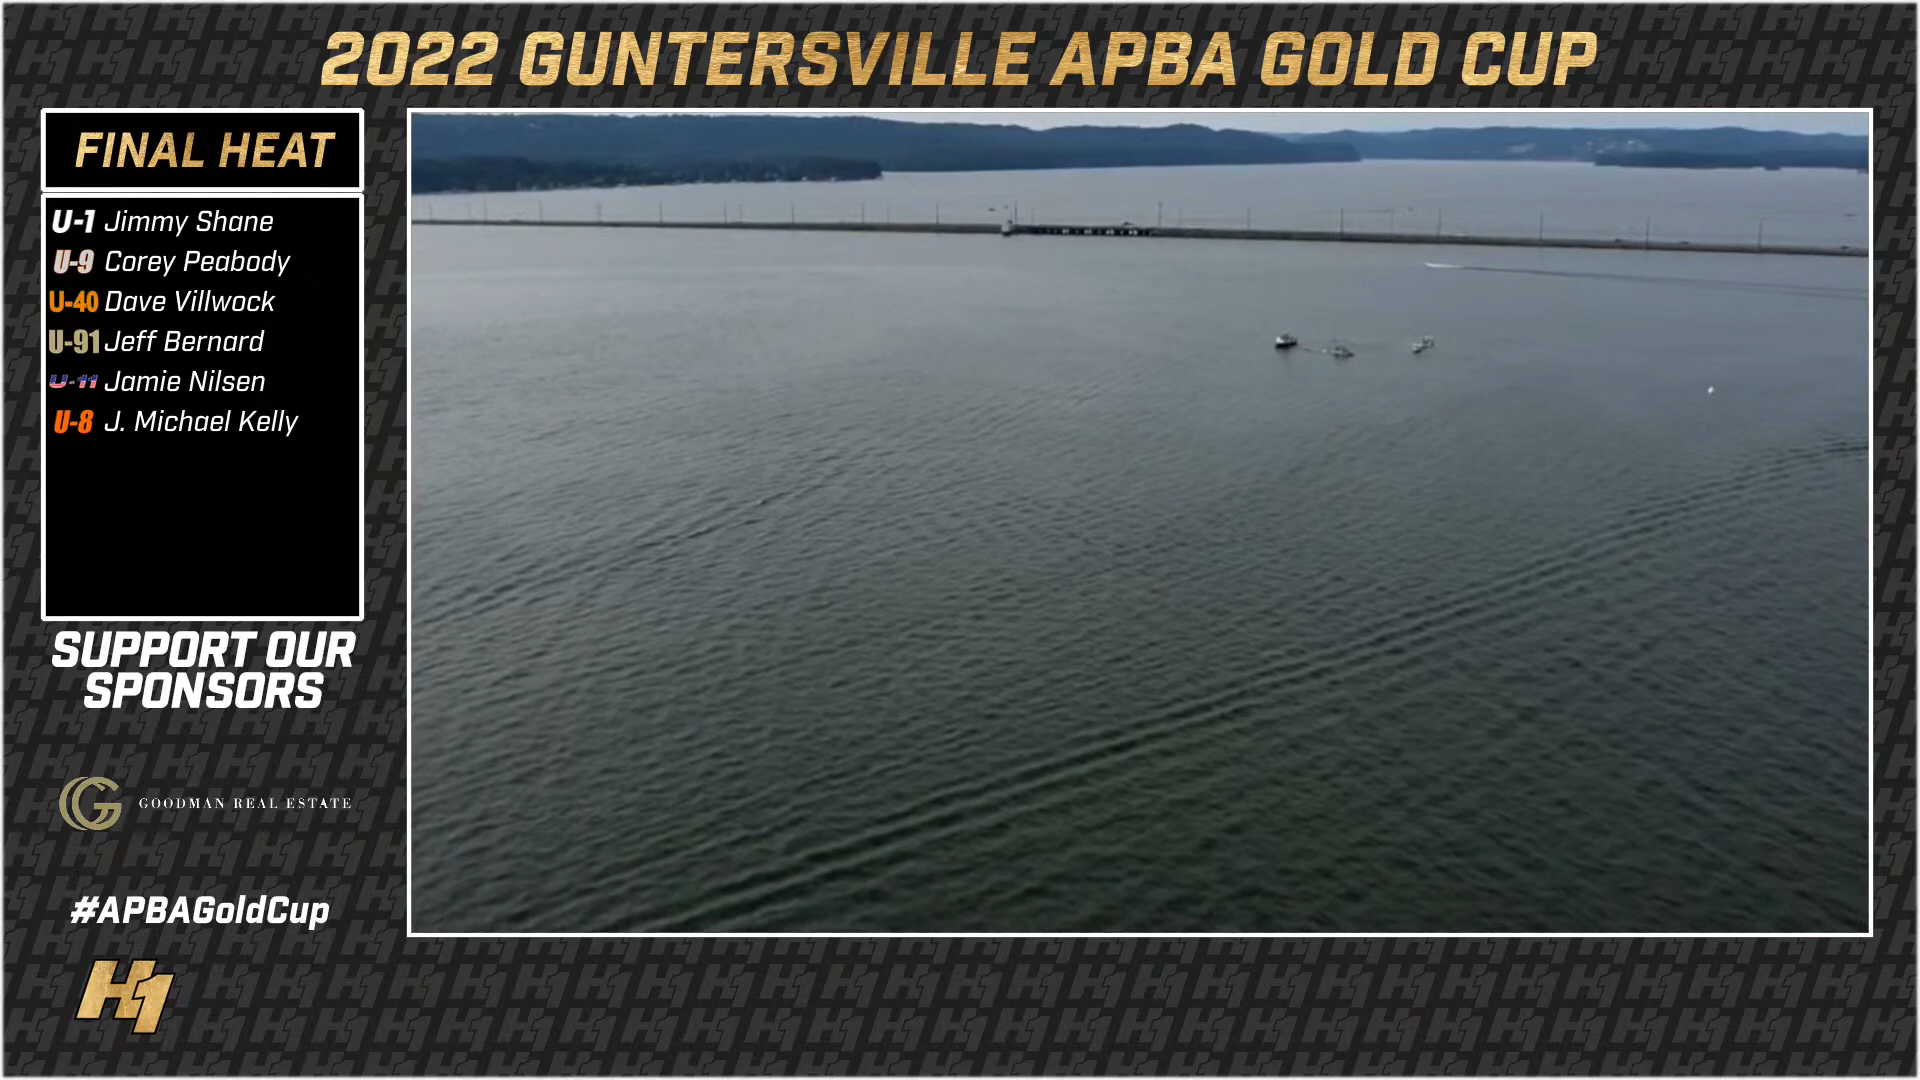 2022 GUNTERSVILLE APBA GOLD CUP
FINAL HEAT
U-1 Jimmy Shane
U-9 Corey Peabody
U-40 Dave Villwock
U-91 Jeff Bernard
U-11 Jamie Nilsen
U-8 J. Michael Kelly
SUPPORT OUR
SPONSORS
G GOODMAN REAL ESTATE
#APBAGoldCup
H1